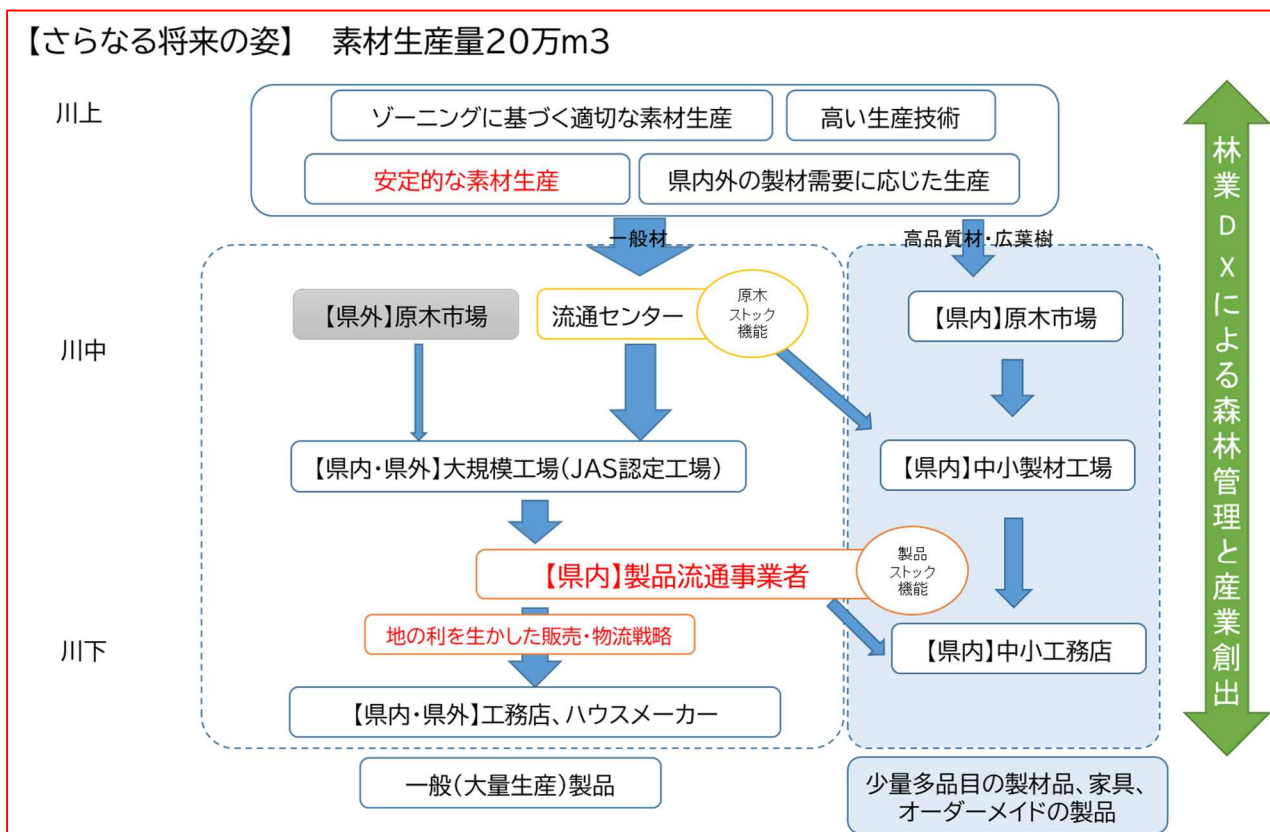 【さらなる将来の姿】　素材生産量20万m3
川上
ゾーニングに基づく適切な素材生産
高い生産技術
安定的な素材生産
県内外の製材需要に応じた生産
一般材
高品質材・広葉樹
川中
【県外】原木市場
流通センター
原木
ストック
機能
【県内】原木市場
【県内・県外】大規模工場（JAS認定工場）
【県内】中小製材工場
【県内】製品流通事業者
製品
ストック
機能
川下
地の利を生かした販売・物流戦略
【県内】中小工務店
【県内・県外】工務店、ハウスメーカー
一般（大量生産）製品
少量多品目の製材品、家具、
オーダーメイドの製品
林業DXによる森林管理と産業創出